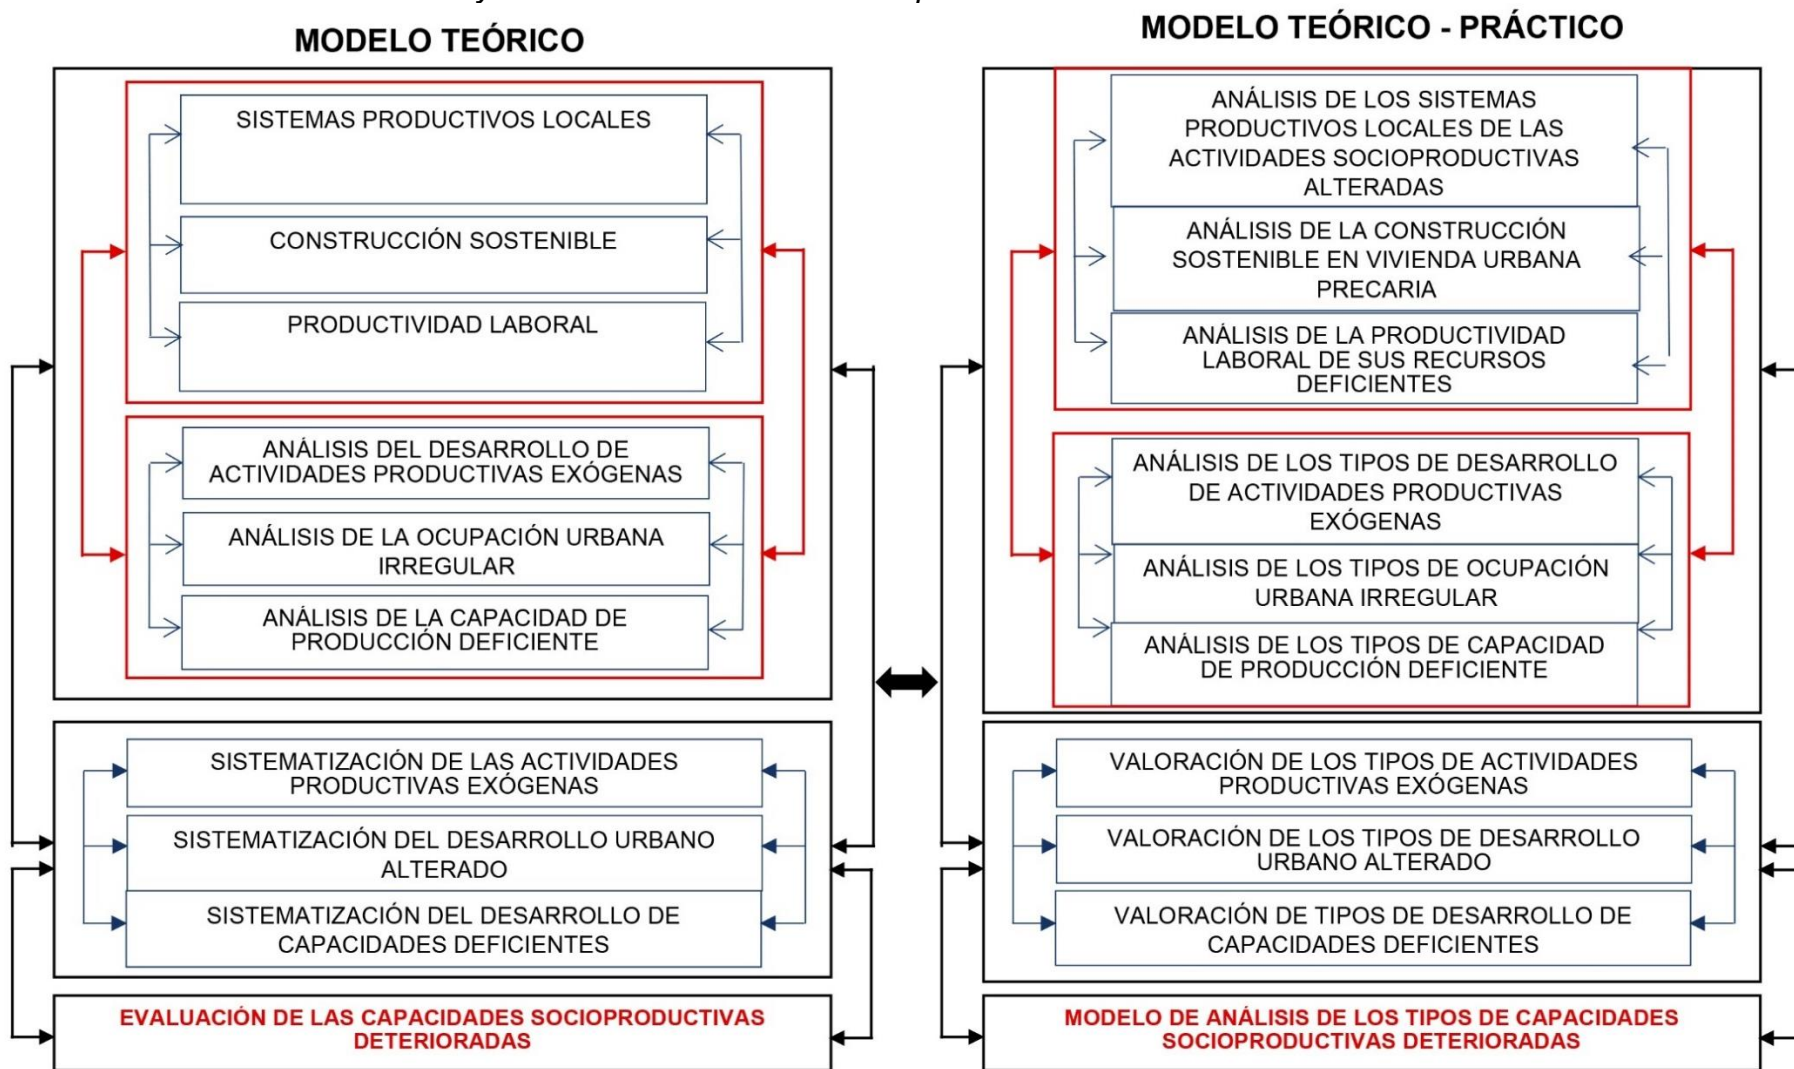 MODELO TEÓRICO
SISTEMAS PRODUCTIVOS LOCALES
CONSTRUCCIÓN SOSTENIBLE
PRODUCTIVIDAD LABORAL
ANÁLISIS DEL DESARROLLO DE
ACTIVIDADES PRODUCTIVAS EXÓGENAS
ANÁLISIS DE LA OCUPACIÓN URBANA
IRREGULAR
ANÁLISIS DE LA CAPACIDAD DE
PRODUCCIÓN DEFICIENTE
SISTEMATIZACIÓN DE LAS ACTIVIDADES
PRODUCTIVAS EXÓGENAS
SISTEMATIZACIÓN DEL DESARROLLO URBANO
ALTERADO
SISTEMATIZACIÓN DEL DESARROLLO DE
CAPACIDADES DEFICIENTES
EVALUACIÓN DE LAS CAPACIDADES SOCIOPRODUCTIVAS
DETERIORADAS
MODELO TEÓRICO - PRÁCTICO
ANÁLISIS DE LOS SISTEMAS
PRODUCTIVOS LOCALES DE LAS
ACTIVIDADES SOCIOPRODUCTIVAS
ALTERADAS
ANÁLISIS DE LA CONSTRUCCIÓN
SOSTENIBLE EN VIVIENDA URBANA
PRECARIA
ANÁLISIS DE LA PRODUCTIVIDAD
LABORAL DE SUS RECURSOS
DEFICIENTES
ANÁLISIS DE LOS TIPOS DE DESARROLLO
DE ACTIVIDADES PRODUCTIVAS
EXÓGENAS
ANÁLISIS DE LOS TIPOS DE OCUPACIÓN
URBANA IRREGULAR
ANÁLISIS DE LOS TIPOS DE CAPACIDAD
DE PRODUCCIÓN DEFICIENTE
VALORACIÓN DE LOS TIPOS DE ACTIVIDADES
PRODUCTIVAS EXÓGENAS
VALORACIÓN DE LOS TIPOS DE DESARROLLO
URBANO ALTERADO
VALORACIÓN DE TIPOS DE DESARROLLO DE
CAPACIDADES DEFICIENTES
MODELO DE ANÁLISIS DE LOS TIPOS DE CAPACIDADES
SOCIOPRODUCTIVAS DETERIORADAS